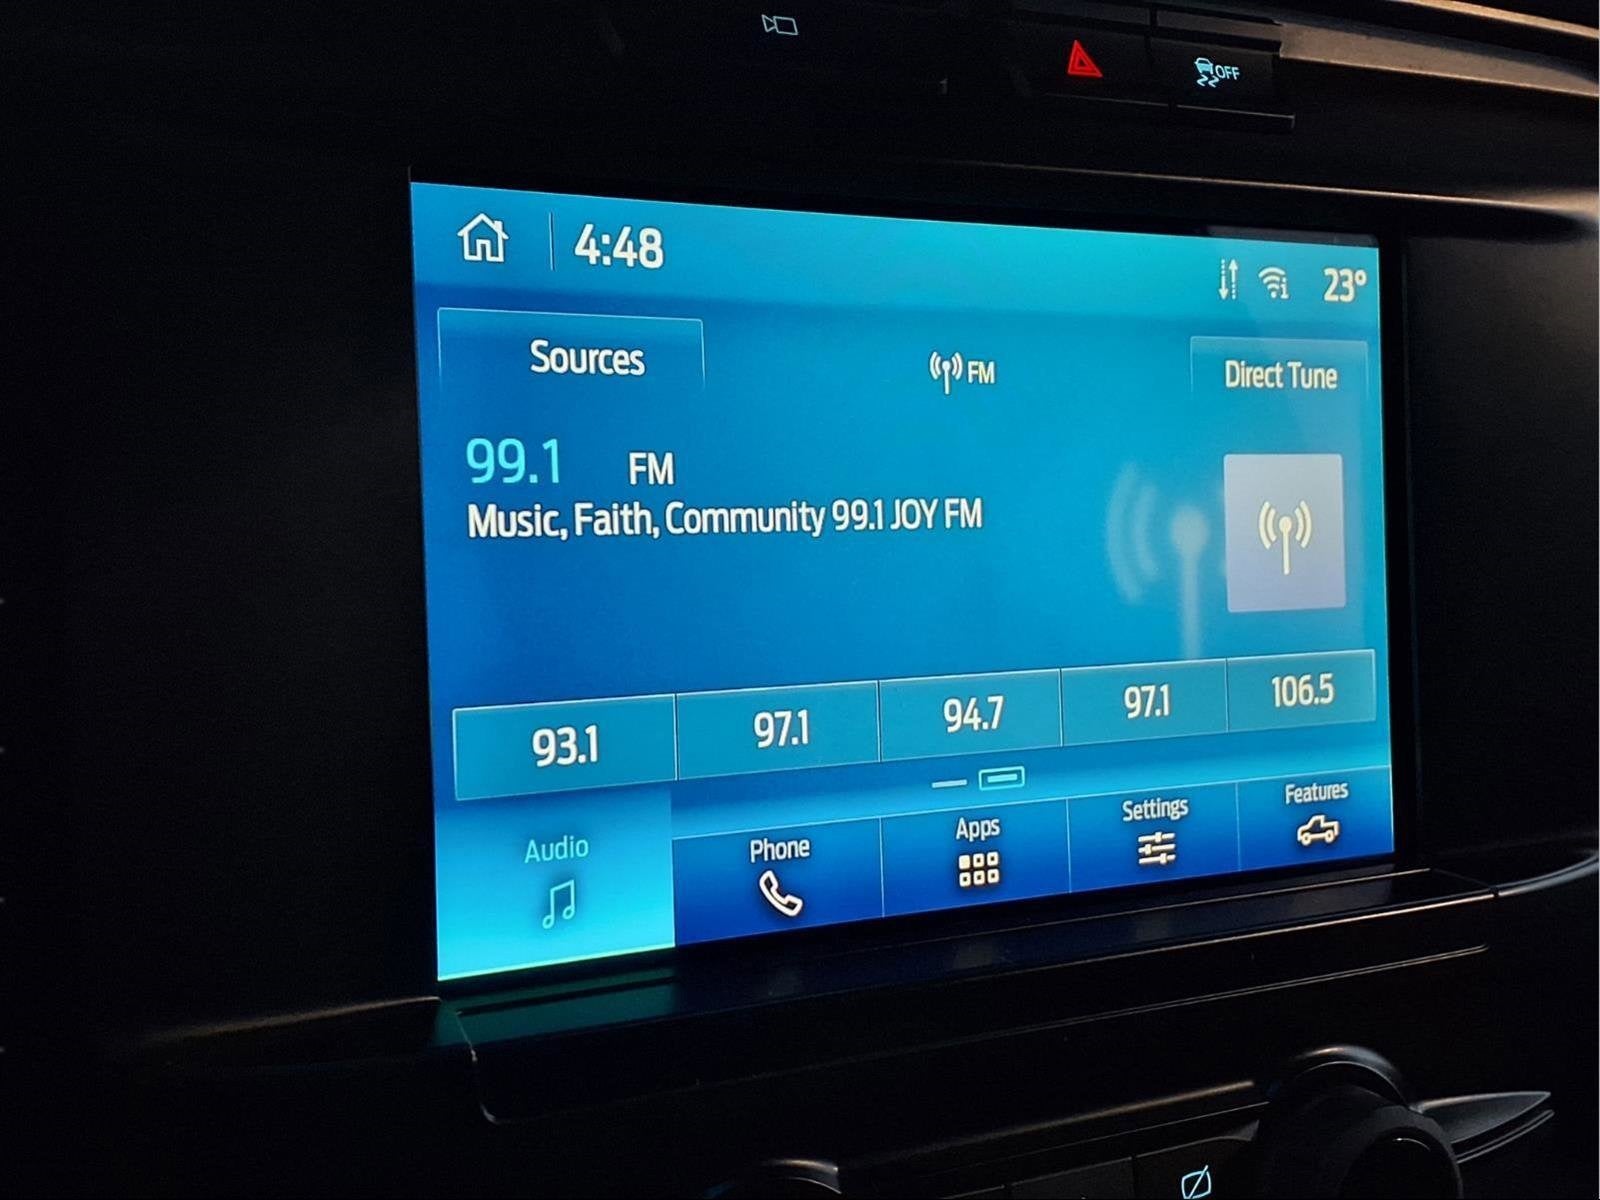 OFF
4:48
23°
Sources
FM
Direct Tune
99.1 FM
Music, Faith, Community 99.1 JOY FM
93.1 97.1 94.7 97.1 106.5
Audio Phone Apps Settings Features